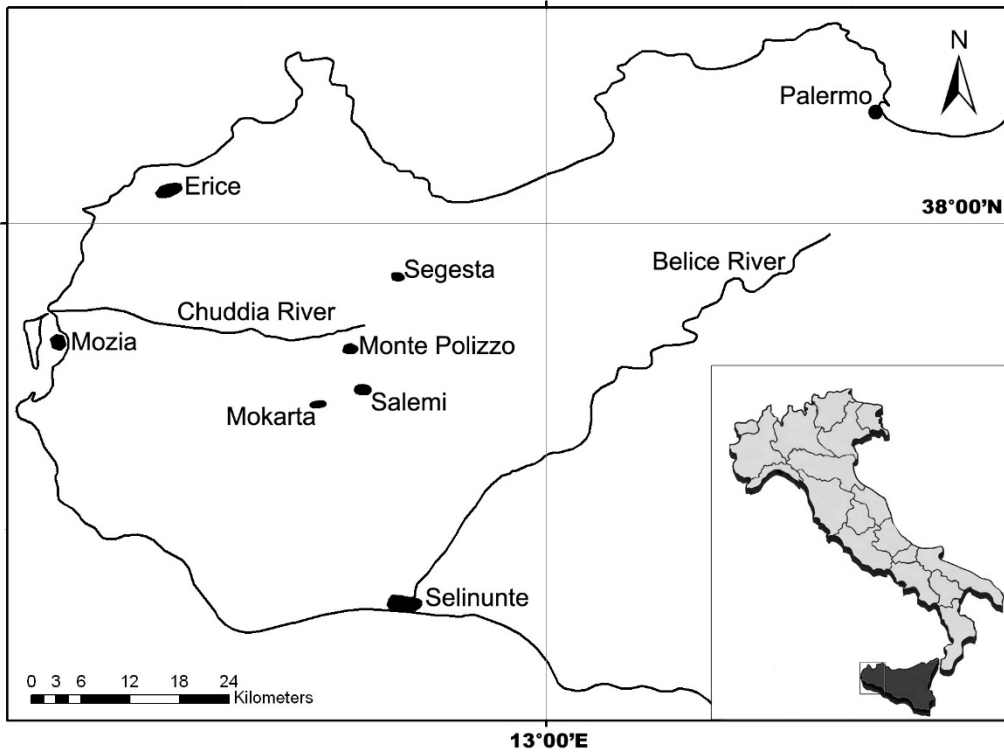 N
Palermo
Erice
38°00'N
Segesta
Belice River
Chuddia River
Mozia
Monte Polizzo
Salemi
Mokarta
Selinunte
0 3 6 12 18 24
Kilometers
13°00'E